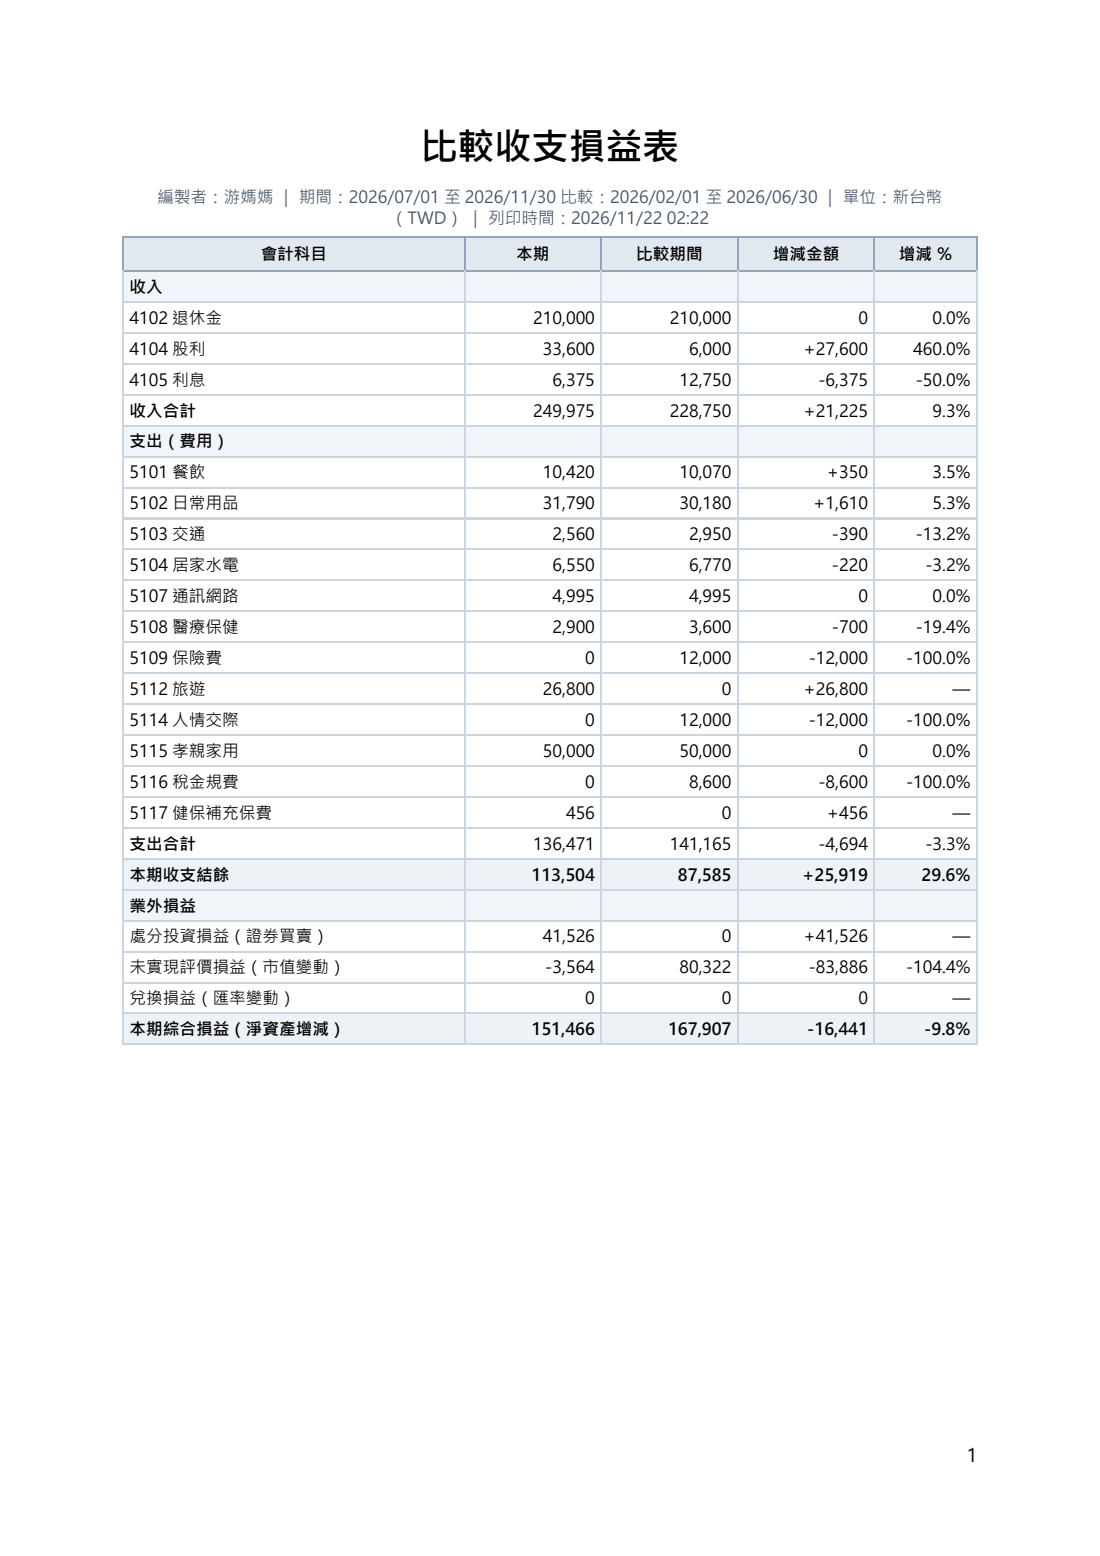 比較收支損益表
編製者：游媽媽 ｜ 期間：2026/07/01 至 2026/11/30 比較：2026/02/01 至 2026/06/30 ｜ 單位：新台幣
（TWD） ｜ 列印時間：2026/11/22 02:22
會計科目 本期 比較期間 增減金額 增減 %
收入
4102 退休金 210,000 210,000 0 0.0%
4104 股利 33,600 6,000 +27,600 460.0%
4105 利息 6,375 12,750 -6,375 -50.0%
收入合計 249,975 228,750 +21,225 9.3%
支出（費用）
5101 餐飲 10,420 10,070 +350 3.5%
5102 日常用品 31,790 30,180 +1,610 5.3%
5103 交通 2,560 2,950 -390 -13.2%
5104 居家水電 6,550 6,770 -220 -3.2%
5107 通訊網路 4,995 4,995 0 0.0%
5108 醫療保健 2,900 3,600 -700 -19.4%
5109 保險費 0 12,000 -12,000 -100.0%
5112 旅遊 26,800 0 +26,800 —
5114 人情交際 0 12,000 -12,000 -100.0%
5115 孝親家用 50,000 50,000 0 0.0%
5116 稅金規費 0 8,600 -8,600 -100.0%
5117 健保補充保費 456 0 +456 —
支出合計 136,471 141,165 -4,694 -3.3%
本期收支結餘 113,504 87,585 +25,919 29.6%
業外損益
處分投資損益（證券買賣） 41,526 0 +41,526 —
未實現評價損益（市值變動） -3,564 80,322 -83,886 -104.4%
兌換損益（匯率變動） 0 0 0 —
本期綜合損益（淨資產增減） 151,466 167,907 -16,441 -9.8%
1